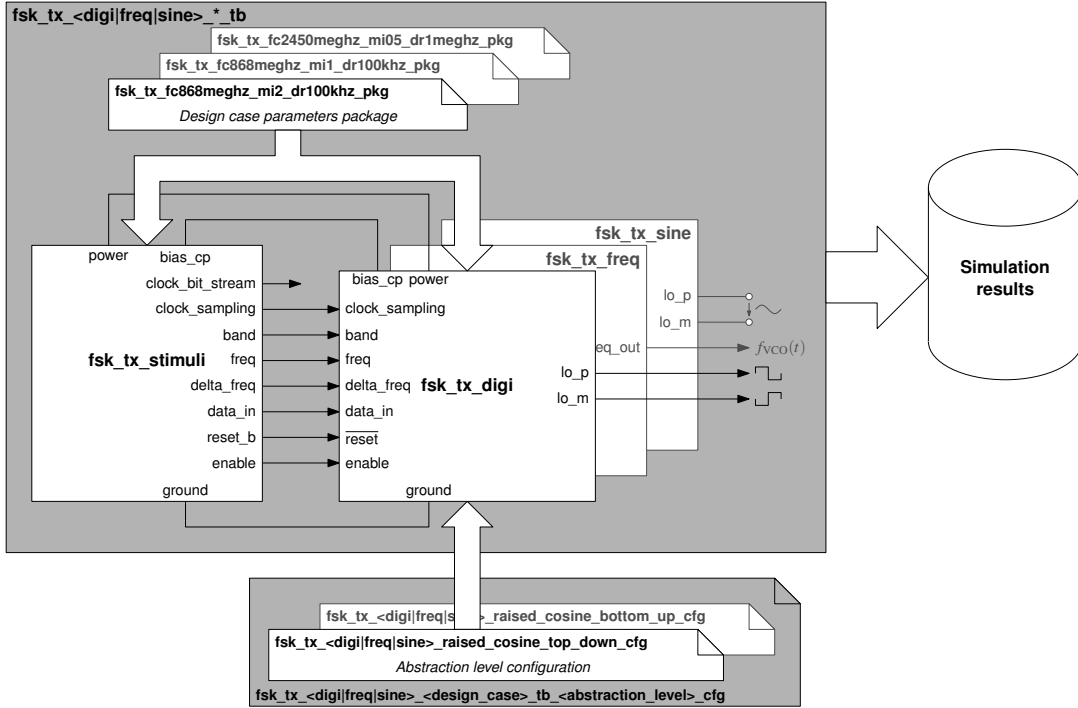 fsk_tx_<digi|freq|sine>_*_tb
fsk_tx_fc2450meghz_mi05_dr1meghz_pkg
fsk_tx_fc868meghz_mi1_dr100khz_pkg
fsk_tx_fc868meghz_mi2_dr100khz_pkg
Design case parameters package
power
bias_cp
clock_bit_stream
clock_sampling
band
fsk_tx_stimuli
freq
delta_freq
data_in
reset_b
enable
ground
fsk_tx_sine
fsk_tx_freq
bias_cp power
clock_sampling
band
freq
delta_freq
fsk_tx_digi
data_in
reset
enable
ground
lo_p
lo_m
eq_out
fVCO(t)
lo_p
lo_m
Simulation
results
fsk_tx_<digi|freq|si_raised_cosine_bottom_up_cfg
fsk_tx_<digi|freq|sine>_raised_cosine_top_down_cfg
Abstraction level configuration
fsk_tx_<digi|freq|sine>_<design_case>_tb_<abstraction_level>_cfg